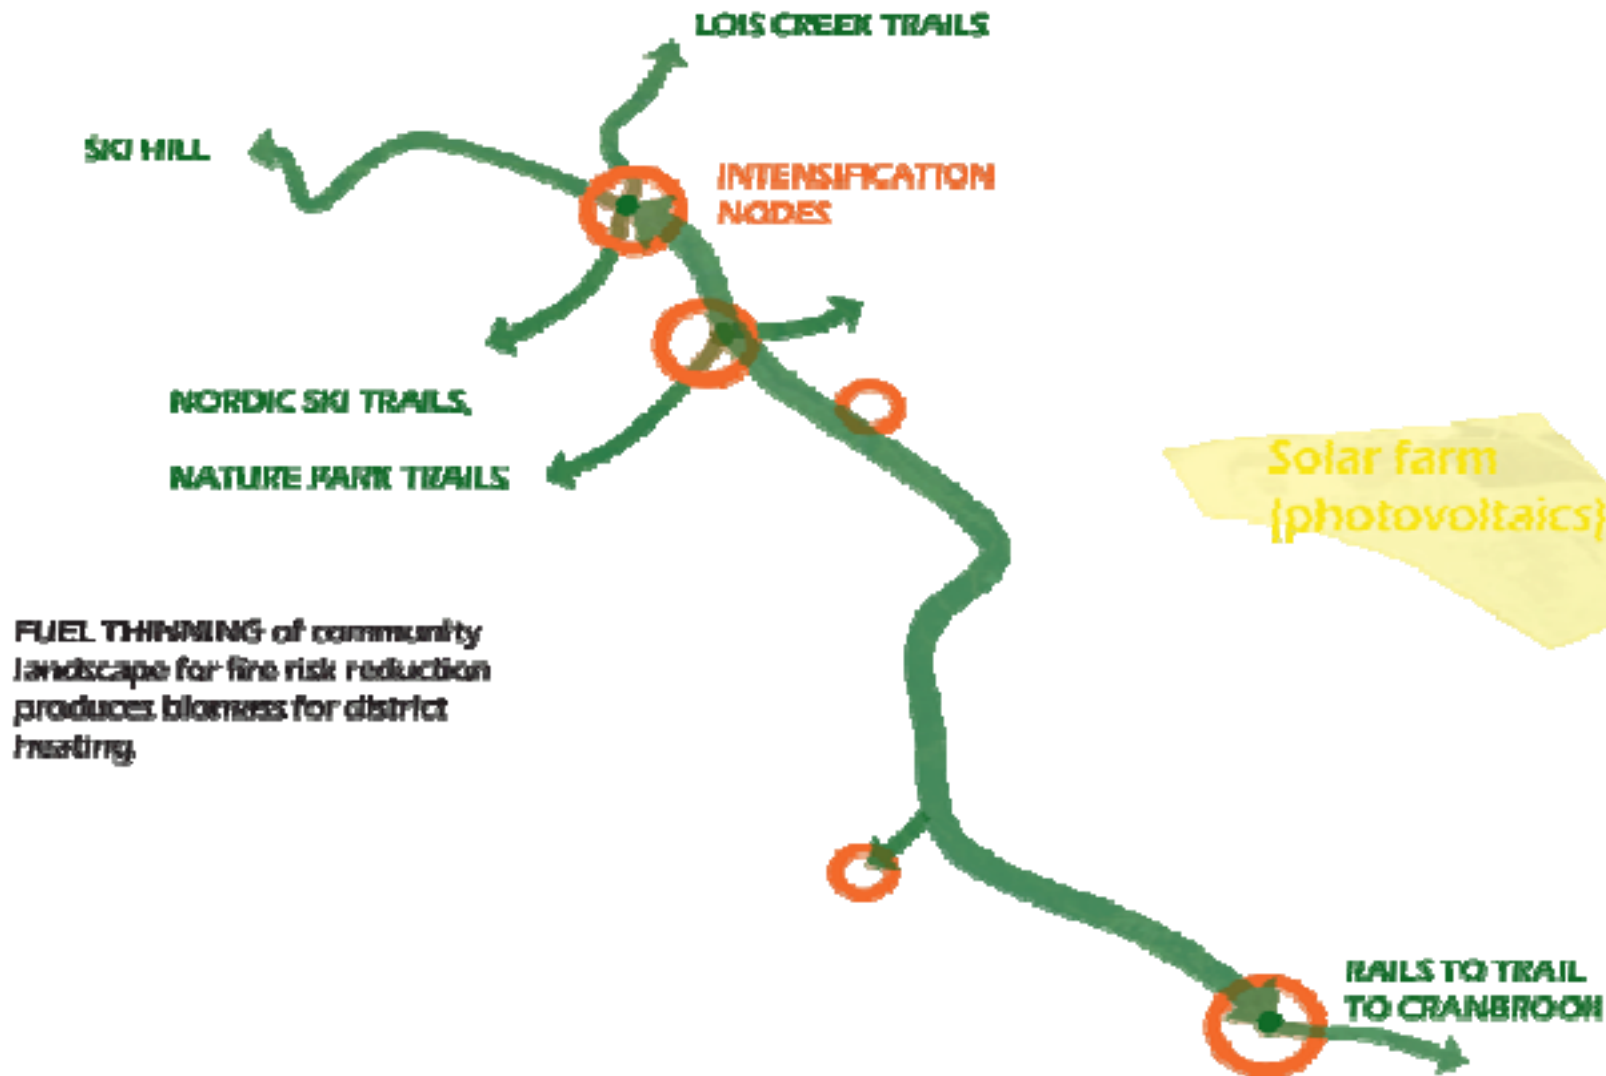 LOIS CREEK TRAILS
SKI HILL
INTENSIFICATION
NODES
NORDIC SKI TRAILS,
NATURE PARK TRAILS
Solar farm
(photovoltaics)
FUEL THINNING of community
landscape for fire risk reduction
produces biomass for district
heating.
RAILS TO TRAIL
TO CRANBROOK